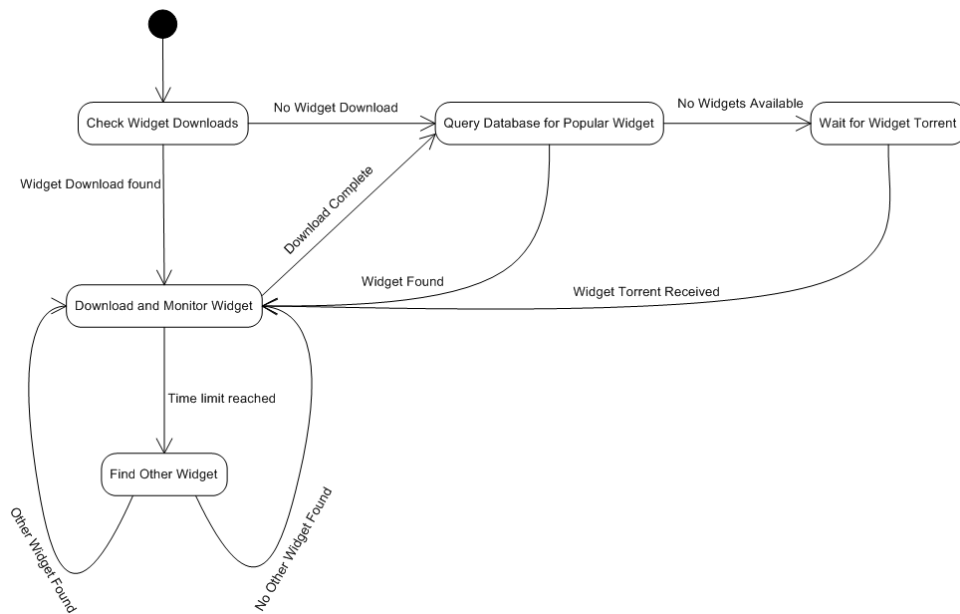 No Widget Download
No Widgets Available
Check Widget Downloads
Query Database for Popular Widget
Wait for Widget Torrent
Widget Download found
Download Complete
Widget Found
Widget Torrent Received
Download and Monitor Widget
Time limit reached
Find Other Widget
Other Widget Found
No Other Widget Found